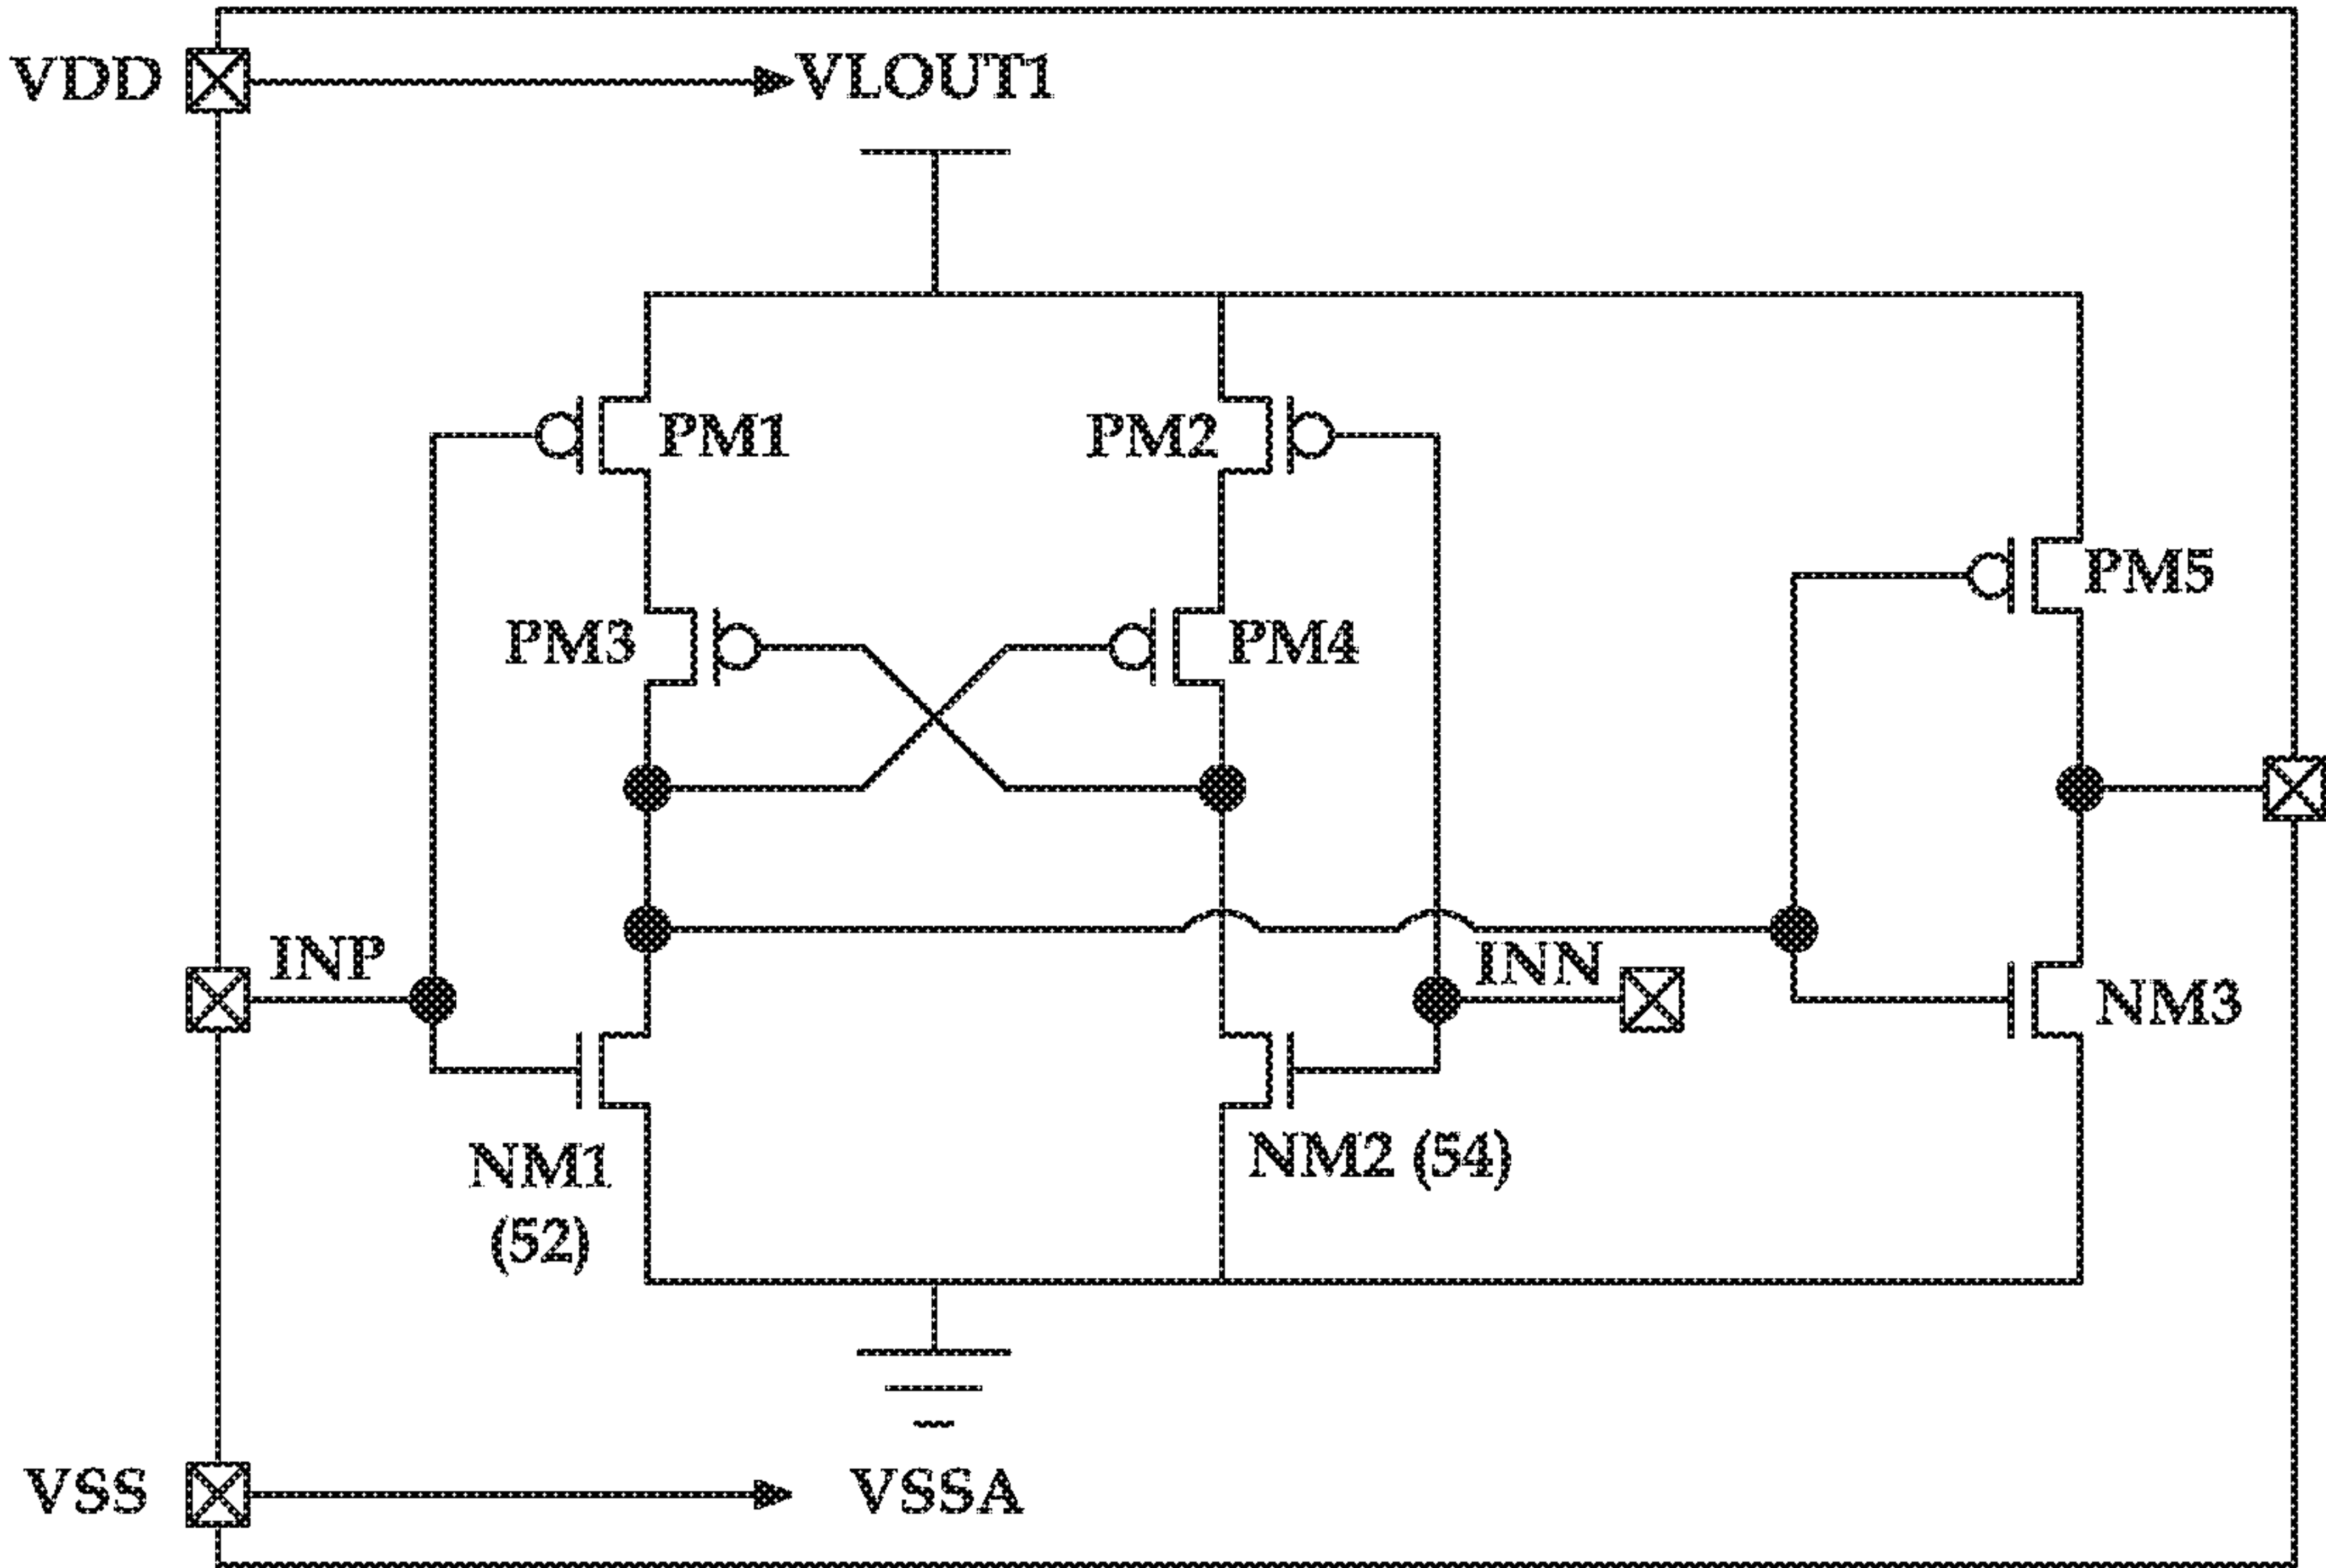 VDD
VLOUT1
PM1
PM2
PM5
PM3
PM4
INP
INN
NM3
NM1
(52)
NM2 (54)
VSS
VSSA